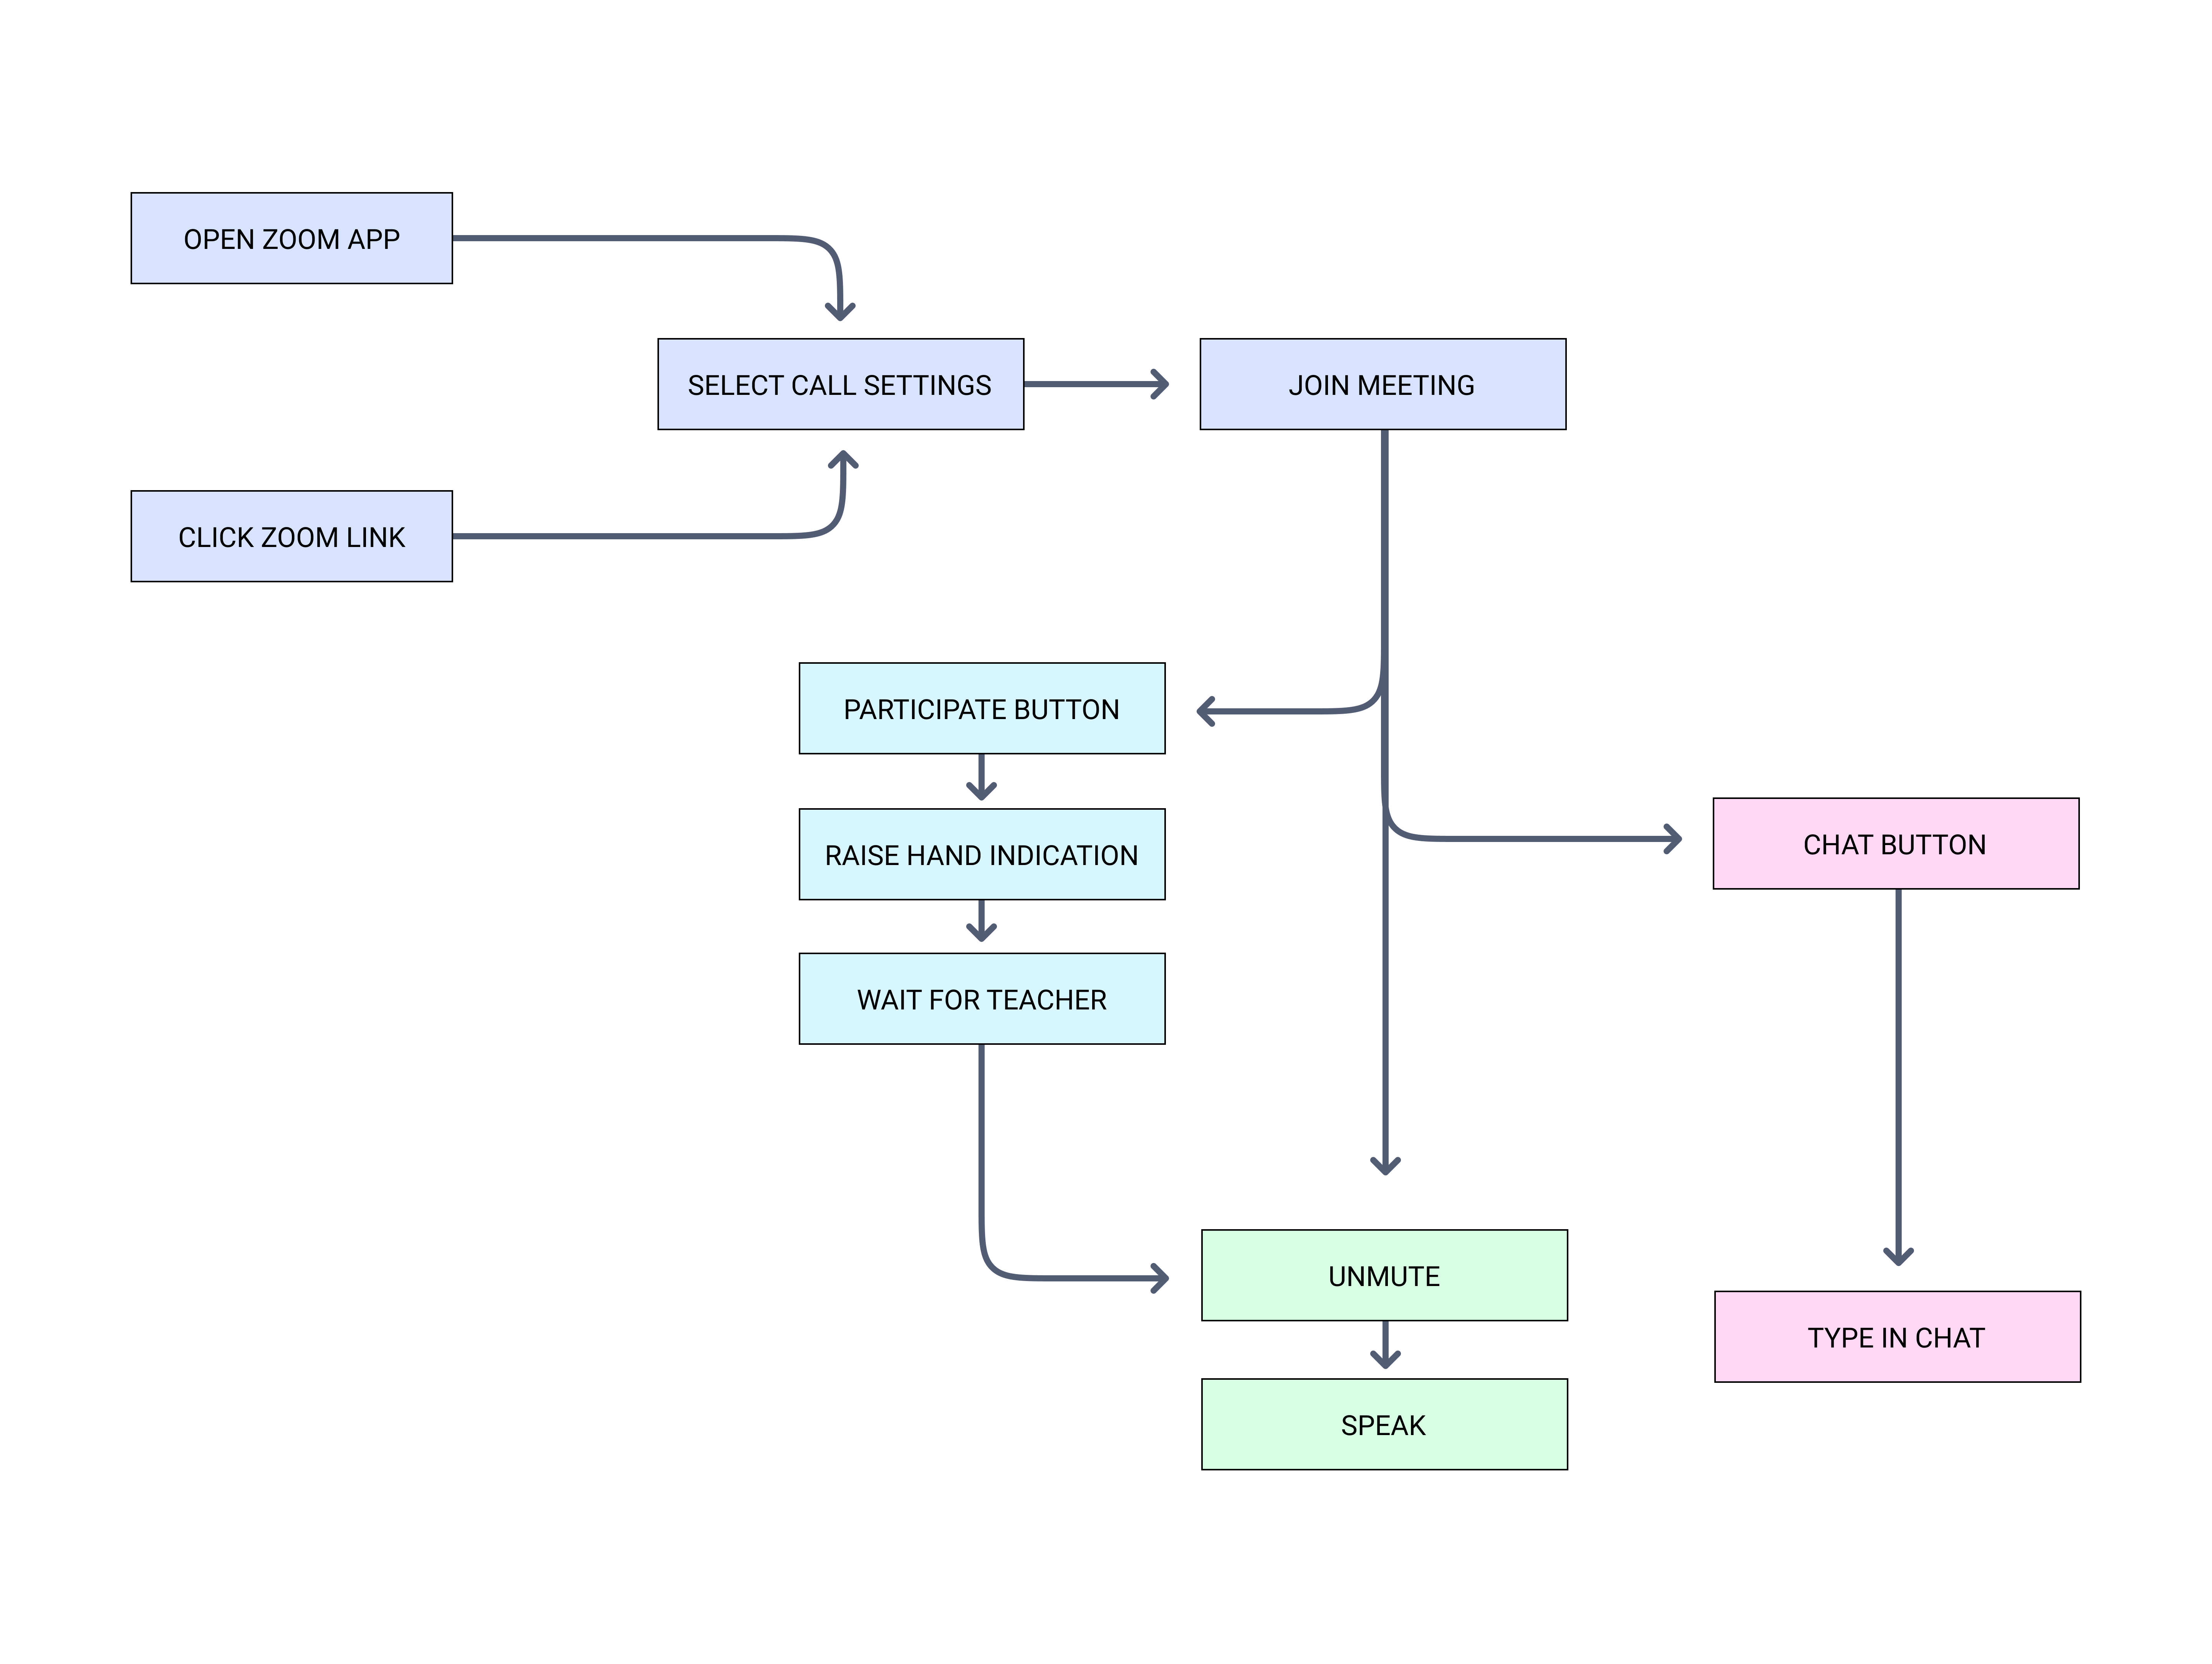 OPEN ZOOM APP
SELECT CALL SETTINGS
JOIN MEETING
CLICK ZOOM LINK
PARTICIPATE BUTTON
RAISE HAND INDICATION
WAIT FOR TEACHER
CHAT BUTTON
UNMUTE
TYPE IN CHAT
SPEAK